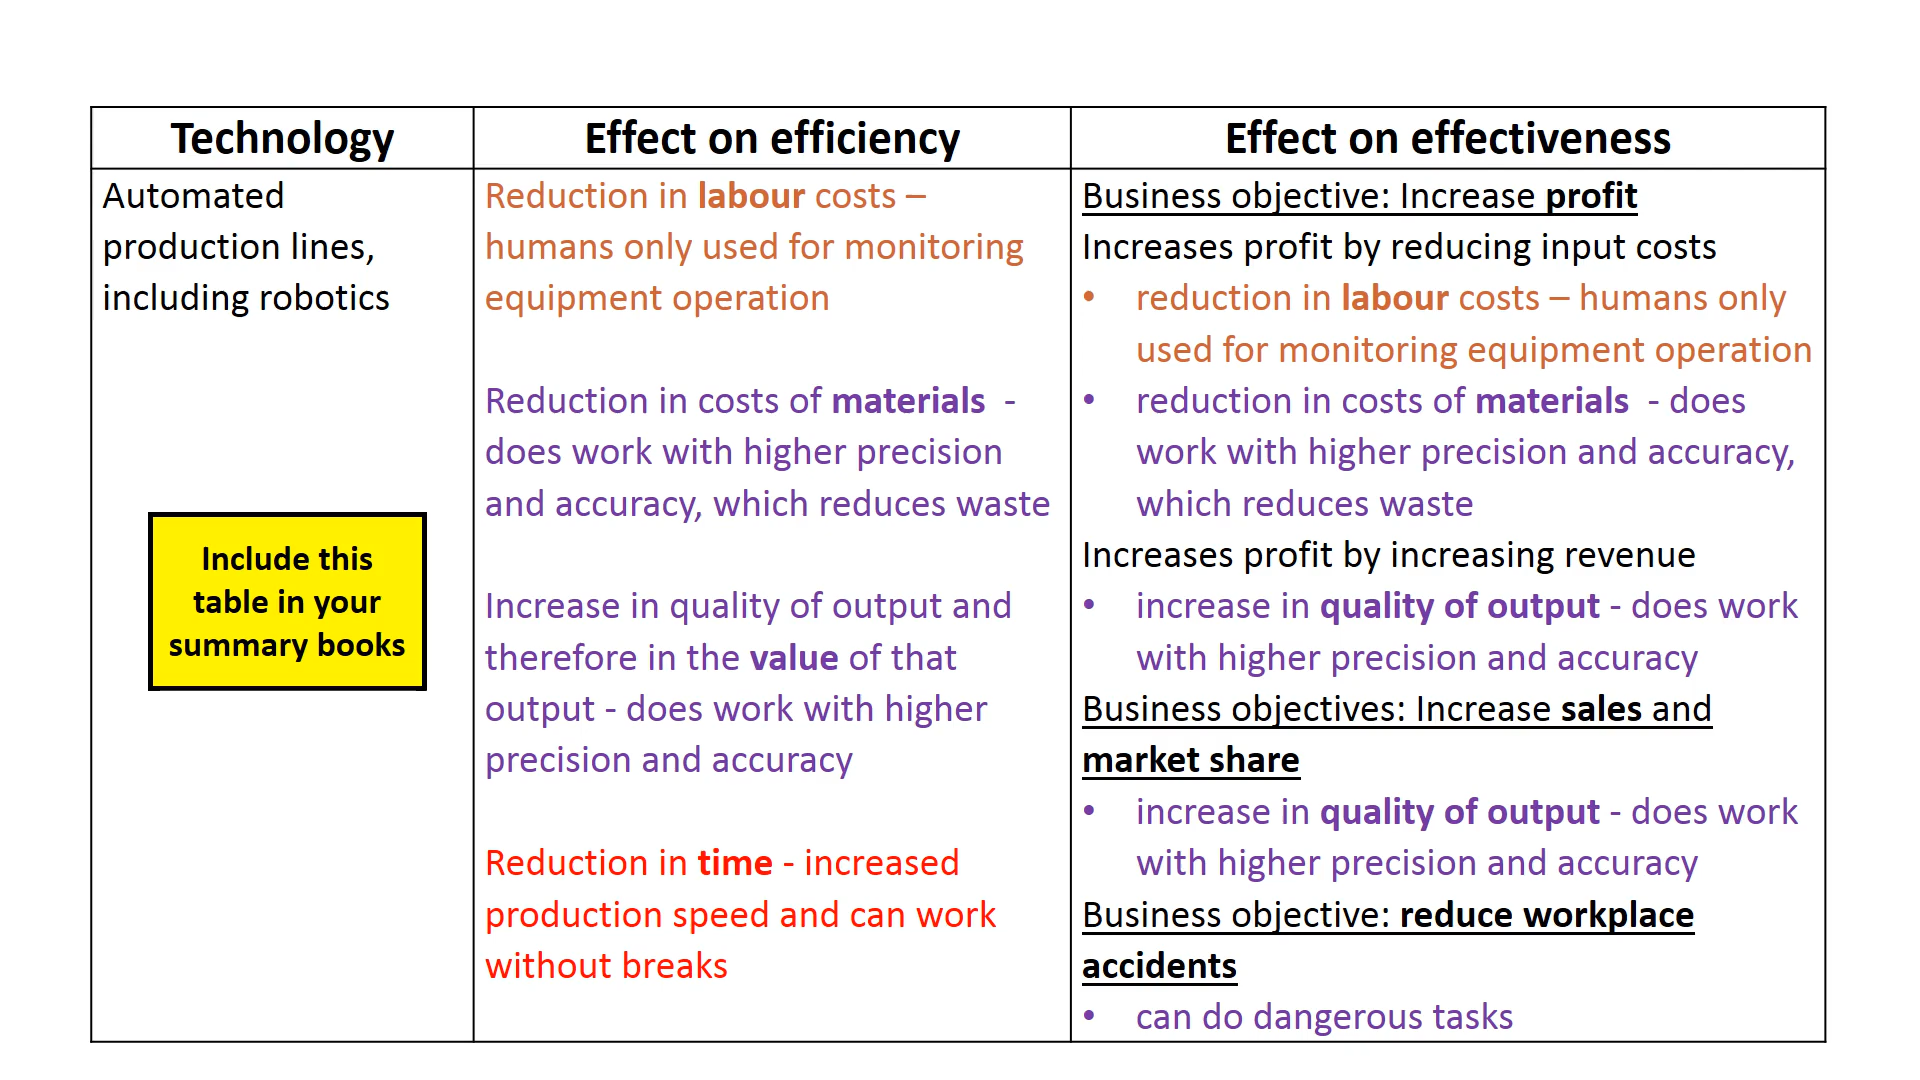 Technology
Effect on efficiency
Effect on effectiveness
Automated
production lines,
including robotics
Include this
table in your
summary books
Reduction in labour costs –
humans only used for monitoring
equipment operation
Reduction in costs of materials  -
does work with higher precision
and accuracy, which reduces waste
Increase in quality of output and
therefore in the value of that
output - does work with higher
precision and accuracy
Reduction in time - increased
production speed and can work
without breaks
Business objective: Increase profit
Increases profit by reducing input costs
• reduction in labour costs – humans only
used for monitoring equipment operation
• reduction in costs of materials  - does
work with higher precision and accuracy,
which reduces waste
Increases profit by increasing revenue
• increase in quality of output - does work
with higher precision and accuracy
Business objectives: Increase sales and
market share
• increase in quality of output - does work
with higher precision and accuracy
Business objective: reduce workplace
accidents
• can do dangerous tasks